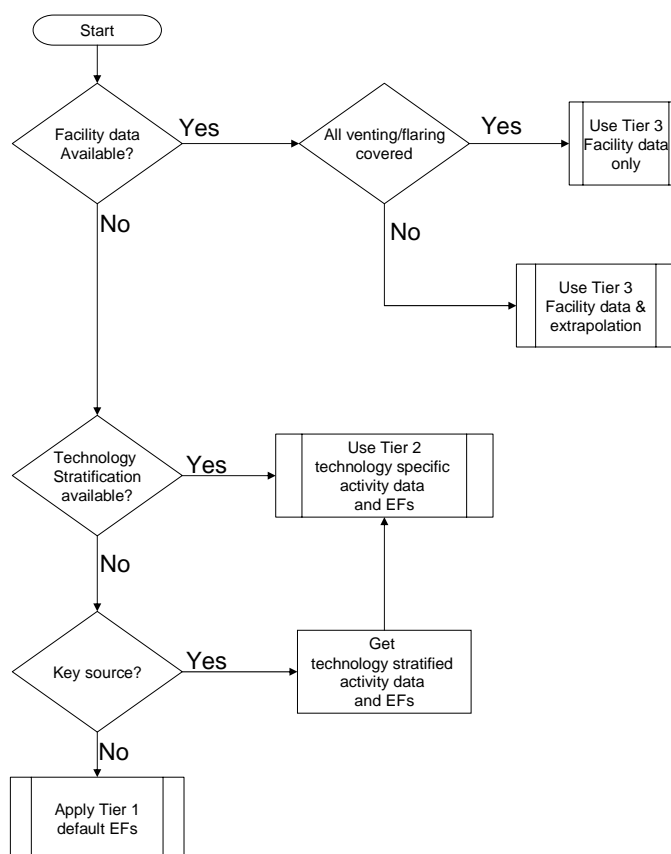 Start
Facility data
Available?
Yes
All venting/flaring
covered
Yes
Use Tier 3
Facility data
only
No
No
Use Tier 3
Facility data &
extrapolation
Technology
Stratification
available?
Yes
Use Tier 2
technology specific
activity data
and EFs
No
Key source?
Yes
Get
technology stratified
activity data
and EFs
No
Apply Tier 1
default EFs